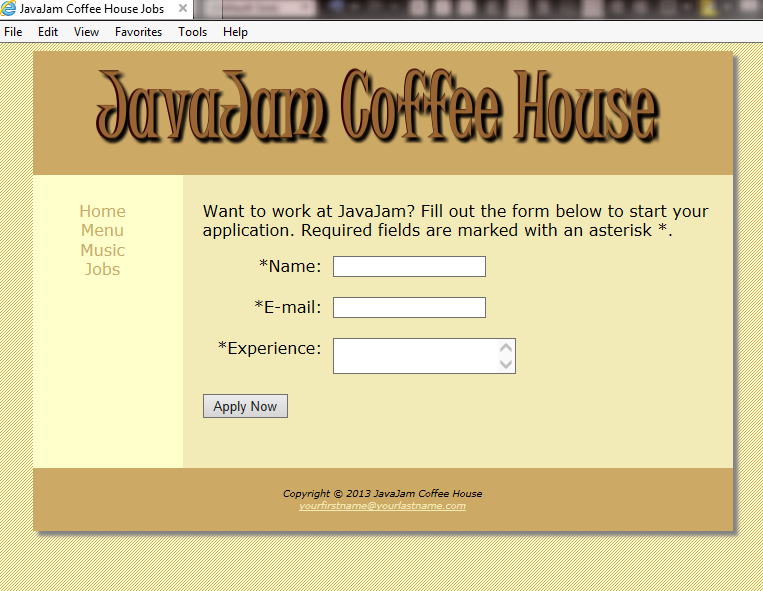 JavaJam Coffee House Jobs
File Edit View Favorites Tools Help
JavaJam Coffee House
Home
Menu
Music
Jobs
Want to work at JavaJam? Fill out the form below to start your
application. Required fields are marked with an asterisk *.
*Name:
*E-mail:
*Experience:
Apply Now
Copyright © 2013 JavaJam Coffee House
yourfirstname@yourlastname.com